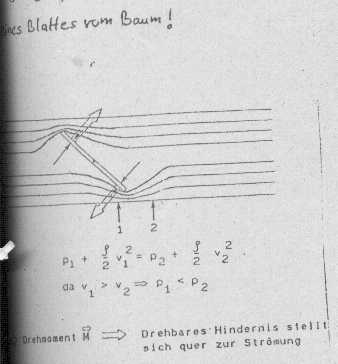 eines Blattes vom Baum!
1 2
p₁ + ρ/2 v₁² = p₂ + ρ/2 v₂²
da v₁ > v₂ ⟹ p₁ < p₂
Drehmoment M⃗ ⟹ Drehbares Hindernis stellt
sich quer zur Strömung